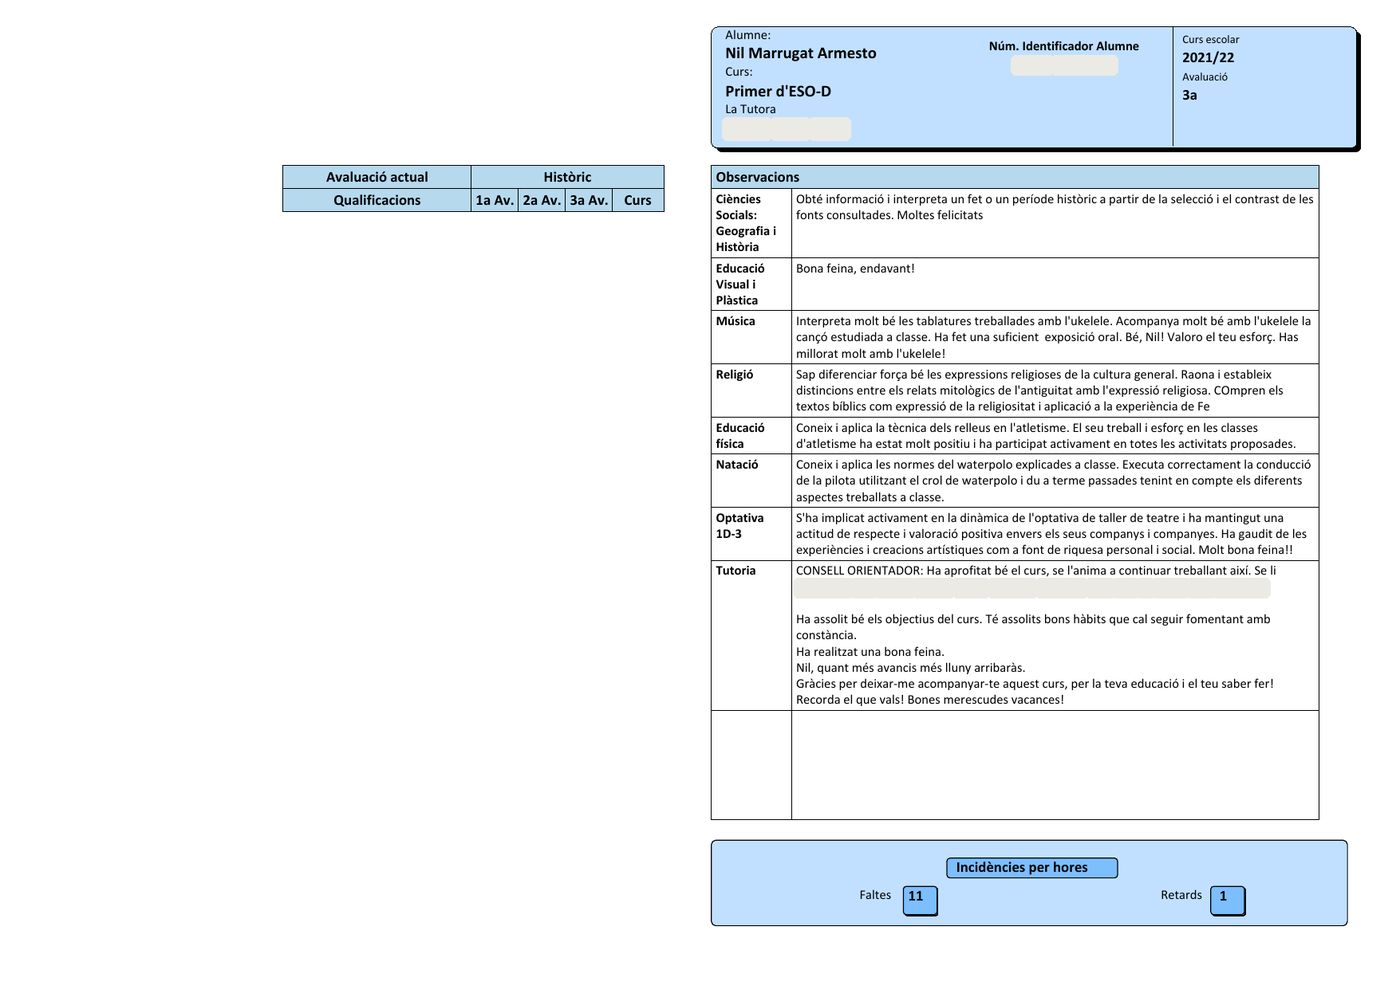 Alumne:
Nil Marrugat Armesto
Curs:
Primer d'ESO-D
La Tutora
Núm. Identificador Alumne
Curs escolar
2021/22
Avaluació
3a
Avaluació actual Històric
Qualificacions 1a Av. 2a Av. 3a Av. Curs
Observacions
Ciències
Socials:
Geografia i
Història
Obté informació i interpreta un fet o un període històric a partir de la selecció i el contrast de les
fonts consultades. Moltes felicitats
Educació
Visual i
Plàstica
Bona feina, endavant!
Música
Interpreta molt bé les tablatures treballades amb l'ukelele. Acompanya molt bé amb l'ukelele la
cançó estudiada a classe. Ha fet una suficient  exposició oral. Bé, Nil! Valoro el teu esforç. Has
millorat molt amb l'ukelele!
Religió
Sap diferenciar força bé les expressions religioses de la cultura general. Raona i estableix
distincions entre els relats mitològics de l'antiguitat amb l'expressió religiosa. COmpren els
textos bíblics com expressió de la religiositat i aplicació a la experiència de Fe
Educació
física
Coneix i aplica la tècnica dels relleus en l'atletisme. El seu treball i esforç en les classes
d'atletisme ha estat molt positiu i ha participat activament en totes les activitats proposades.
Natació
Coneix i aplica les normes del waterpolo explicades a classe. Executa correctament la conducció
de la pilota utilitzant el crol de waterpolo i du a terme passades tenint en compte els diferents
aspectes treballats a classe.
Optativa
1D-3
S'ha implicat activament en la dinàmica de l'optativa de taller de teatre i ha mantingut una
actitud de respecte i valoració positiva envers els seus companys i companyes. Ha gaudit de les
experiències i creacions artístiques com a font de riquesa personal i social. Molt bona feina!!
Tutoria
CONSELL ORIENTADOR: Ha aprofitat bé el curs, se l'anima a continuar treballant així. Se li
Ha assolit bé els objectius del curs. Té assolits bons hàbits que cal seguir fomentant amb
constància.
Ha realitzat una bona feina.
Nil, quant més avancis més lluny arribaràs.
Gràcies per deixar-me acompanyar-te aquest curs, per la teva educació i el teu saber fer!
Recorda el que vals! Bones merescudes vacances!
Incidències per hores
Faltes 11 Retards 1